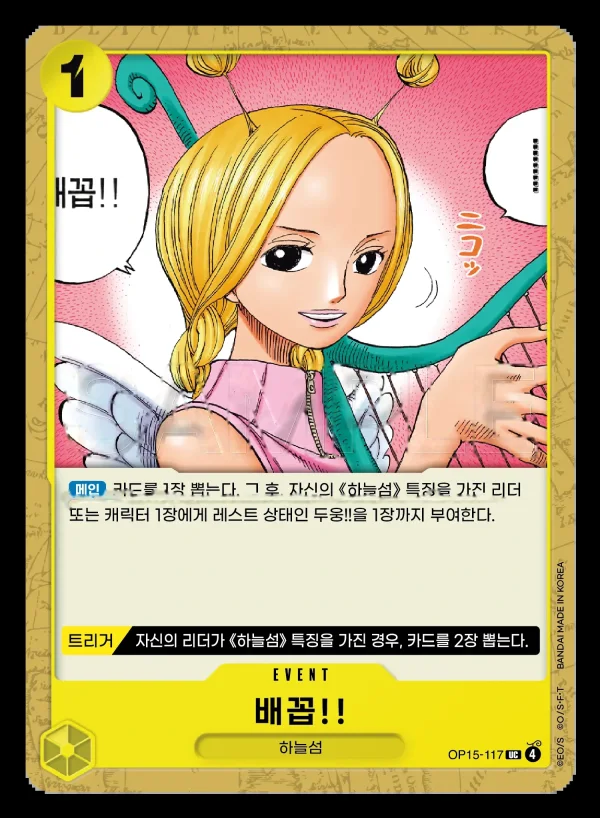 1
배꼽!!
ニコッ
SAMPLE
메인 카드를 1장 뽑는다. 그 후, 자신의 《하늘섬》 특징을 가진 리더
또는 캐릭터 1장에게 레스트 상태인 두웅!!을 1장까지 부여한다.
트리거 자신의 리더가 《하늘섬》 특징을 가진 경우, 카드를 2장 뽑는다.
EVENT
배꼽!!
하늘섬
OP15-117 UC 4
©EO/S ©O/S·F·T BANDAI MADE IN KOREA